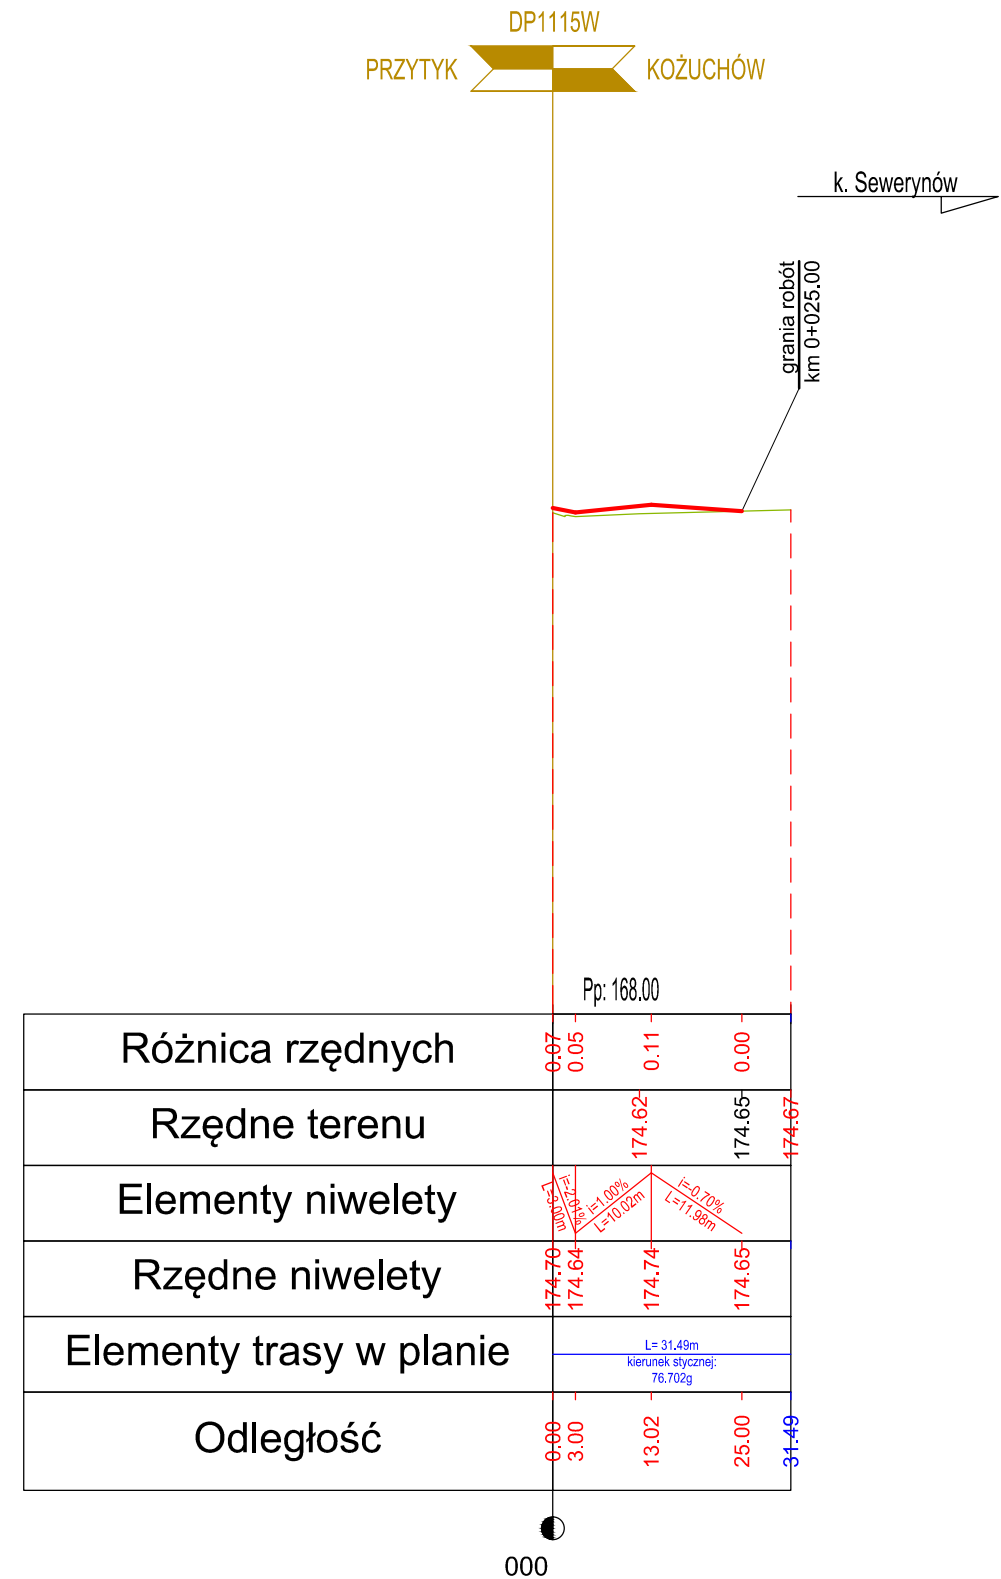 DP1115W
PRZYTYK
KOŻUCHÓW
k. Sewerynów
grania robót
km 0+025.00
Pp: 168.00
Różnica rzędnych
0.07
0.05
0.11
0.00
Rzędne terenu
174.62
174.65
174.67
Elementy niwelety
i=-2.01%
L=3.00m
i=1.00%
L=10.02m
i=-0.70%
L=11.98m
Rzędne niwelety
174.70
174.64
174.74
174.65
Elementy trasy w planie
L= 31.49m
kierunek stycznej:
76.702g
Odległość
0.00
3.00
13.02
25.00
31.49
000